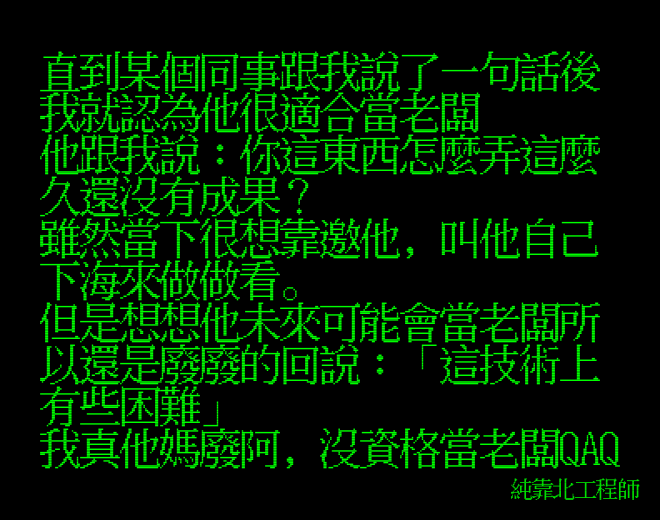 直到某個同事跟我說了一句話後
我就認為他很適合當老闆
他跟我說：你這東西怎麼弄這麼
久還沒有成果？
雖然當下很想靠邀他，叫他自己
下海來做做看。
但是想想他未來可能會當老闆所
以還是廢廢的回說：「這技術上
有些困難」
我真他媽廢阿，沒資格當老闆QAQ
純靠北工程師